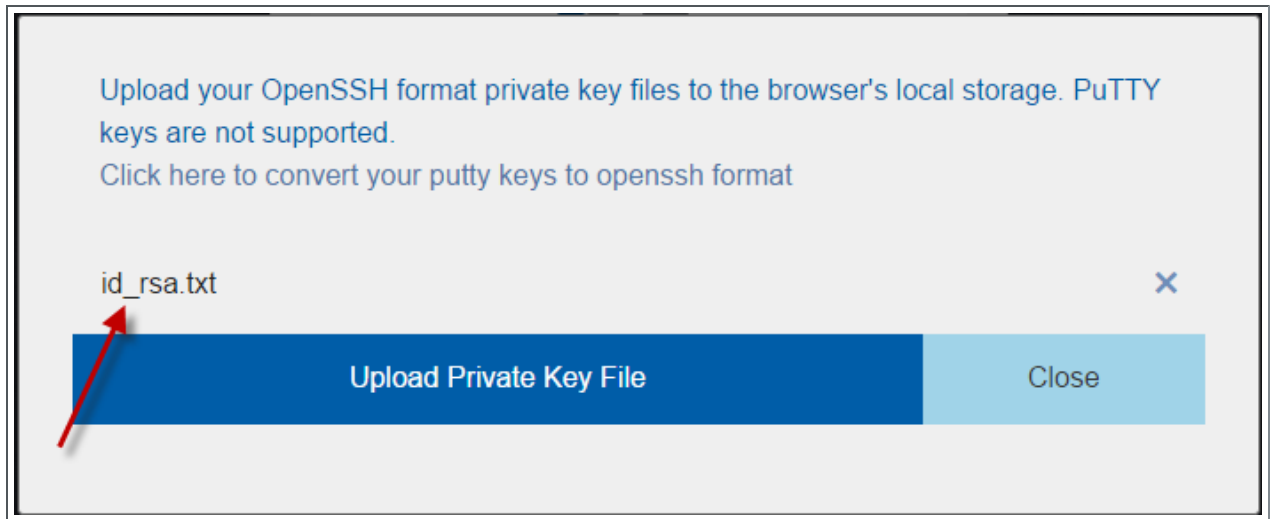 Upload your OpenSSH format private key files to the browser's local storage. PuTTY
keys are not supported.
Click here to convert your putty keys to openssh format
id_rsa.txt ×
Upload Private Key File Close